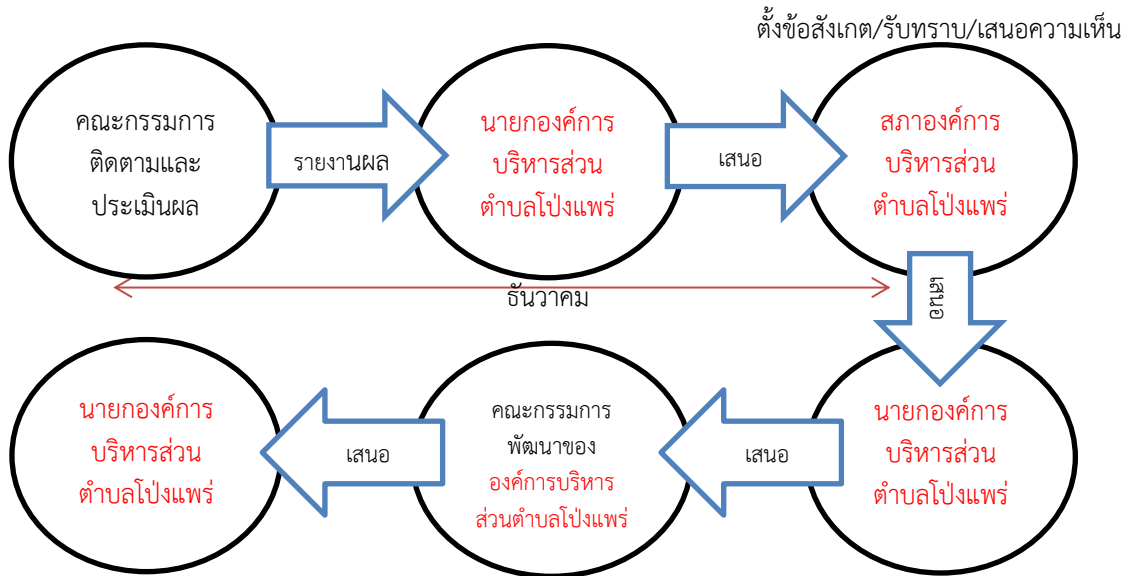 ตั้งข้อสังเกต/รับทราบ/เสนอความเห็น
คณะกรรมการ
ติดตามและ
ประเมินผล
รายงานผล
นายกองค์การ
บริหารส่วน
ตำบลโป่งแพร่
เสนอ
สภาองค์การ
บริหารส่วน
ตำบลโป่งแพร่
ธันวาคม
เสนอ
นายกองค์การ
บริหารส่วน
ตำบลโป่งแพร่
เสนอ
คณะกรรมการ
พัฒนาของ
องค์การบริหาร
ส่วนตำบลโป่งแพร่
เสนอ
นายกองค์การ
บริหารส่วน
ตำบลโป่งแพร่